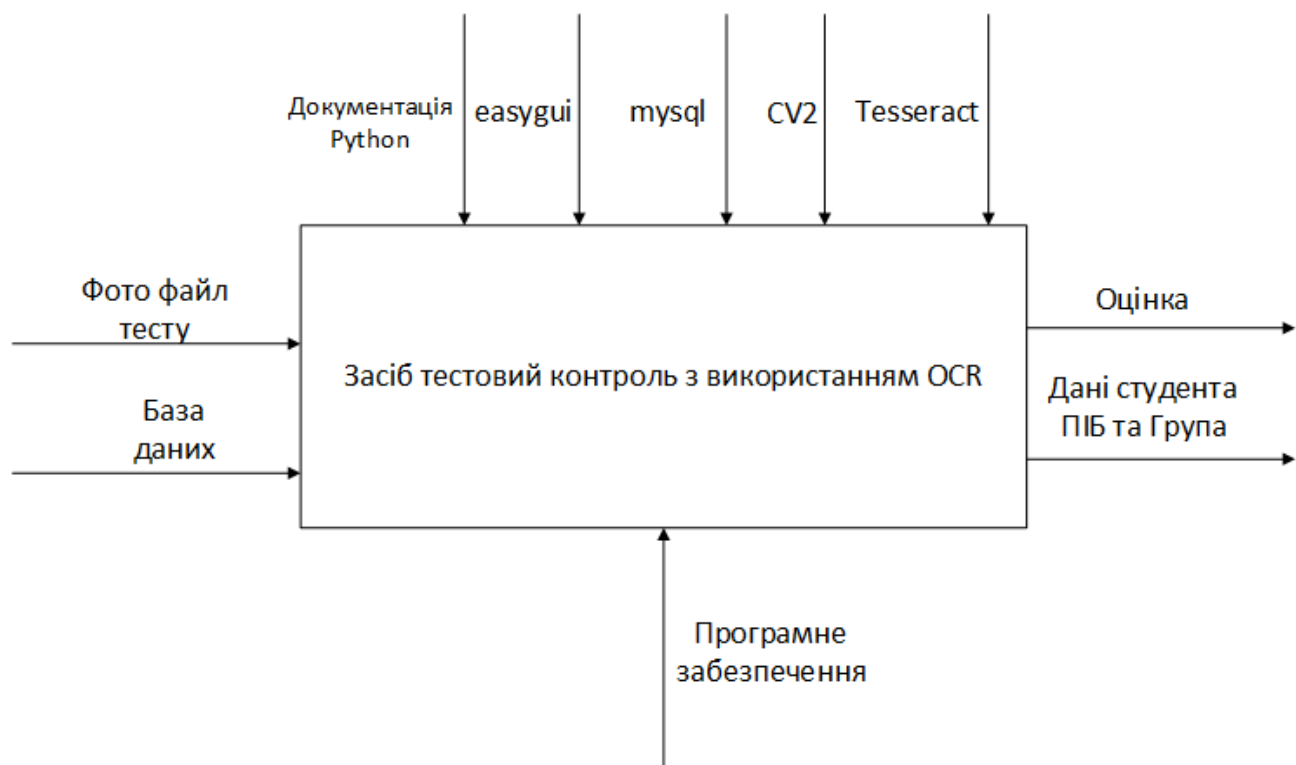 Документація
Python
easygui
mysql
CV2
Tesseract
Фото файл
тесту
База
даних
Засіб тестовий контроль з використанням OCR
Оцінка
Дані студента
ПІБ та Група
Програмне
забезпечення